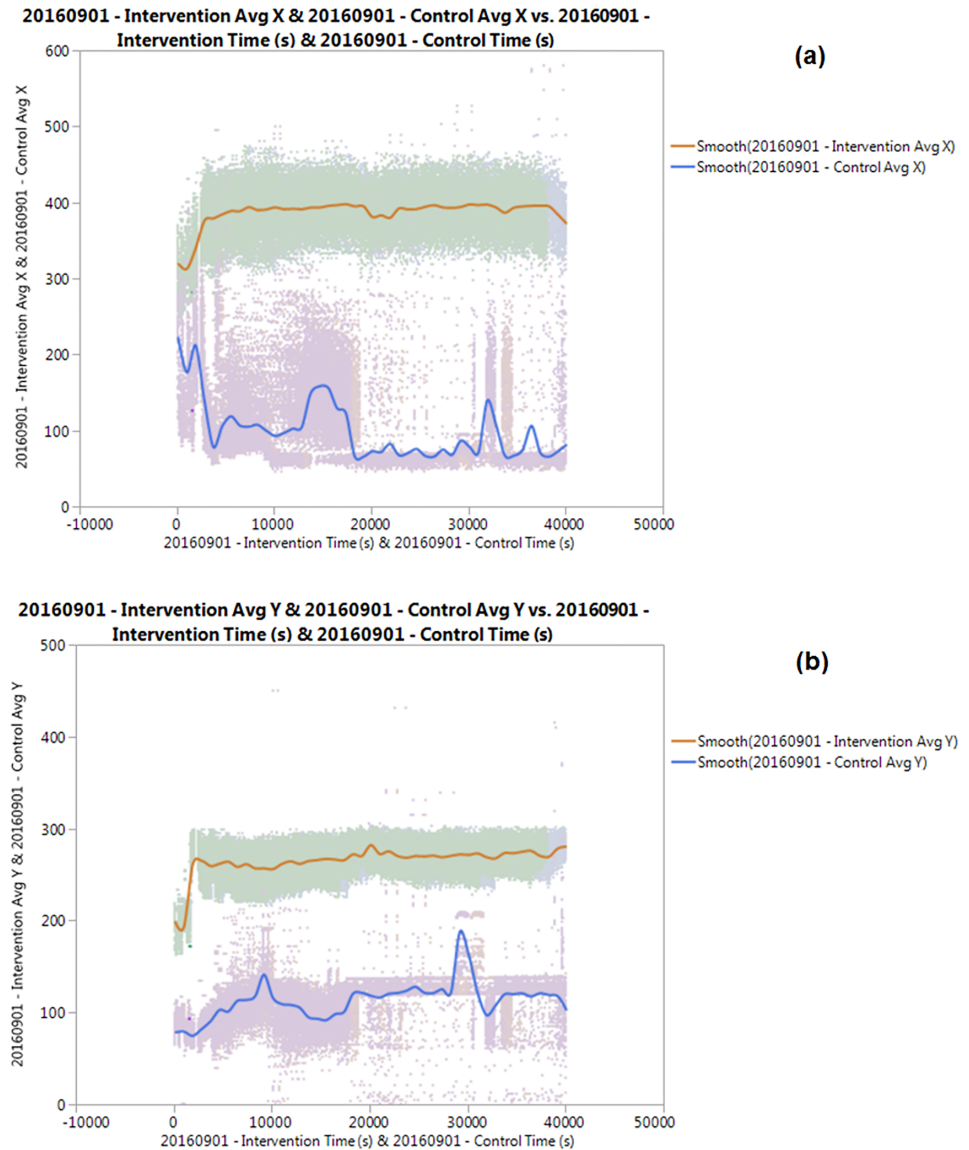 20160901 - Intervention Avg X & 20160901 - Control Avg X vs. 20160901 -
Intervention Time (s) & 20160901 - Control Time (s)
(a)
20160901 - Intervention Avg X & 20160901 - Control Avg X
600
500
400
300
200
100
0
Smooth(20160901 - Intervention Avg X)
Smooth(20160901 - Control Avg X)
-10000 0 10000 20000 30000 40000 50000
20160901 - Intervention Time (s) & 20160901 - Control Time (s)
20160901 - Intervention Avg Y & 20160901 - Control Avg Y vs. 20160901 -
Intervention Time (s) & 20160901 - Control Time (s)
(b)
20160901 - Intervention Avg Y & 20160901 - Control Avg Y
500
400
300
200
100
0
Smooth(20160901 - Intervention Avg Y)
Smooth(20160901 - Control Avg Y)
-10000 0 10000 20000 30000 40000 50000
20160901 - Intervention Time (s) & 20160901 - Control Time (s)